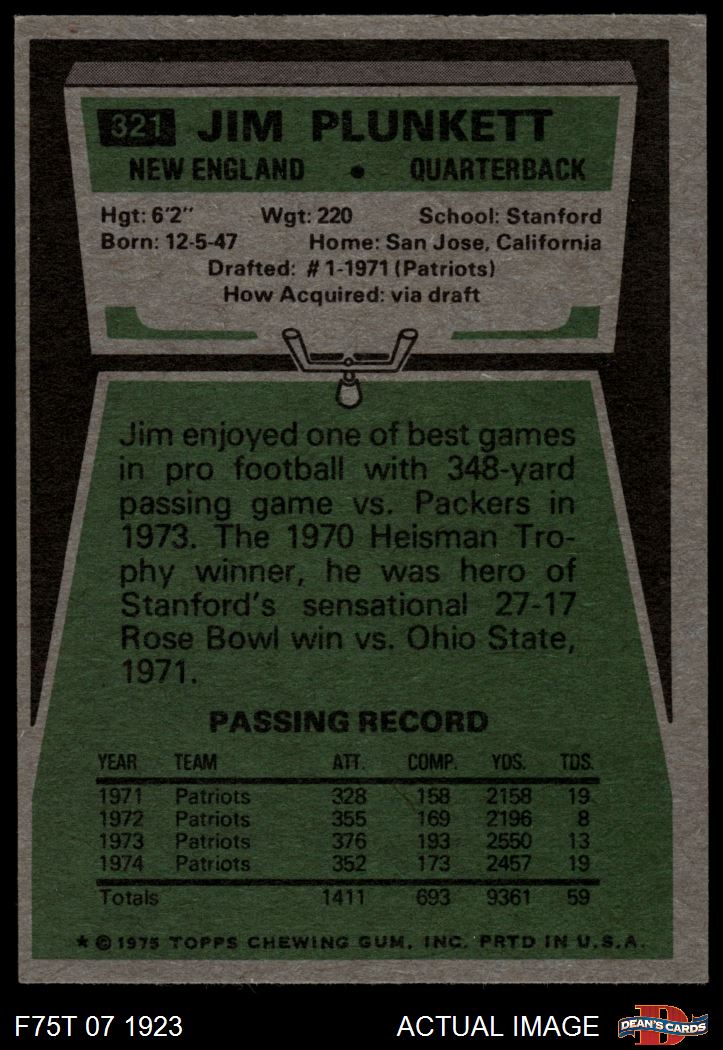 321 JIM PLUNKETT
NEW ENGLAND • QUARTERBACK
Hgt: 6'2" Wgt: 220 School: Stanford
Born: 12-5-47 Home: San Jose, California
Drafted: #1-1971 (Patriots)
How Acquired: via draft
Jim enjoyed one of best games
in pro football with 348-yard
passing game vs. Packers in
1973. The 1970 Heisman Tro-
phy winner, he was hero of
Stanford's sensational 27-17
Rose Bowl win vs. Ohio State,
1971.
PASSING RECORD
YEAR TEAM ATT. COMP. YDS. TDS.
1971 Patriots 328 158 2158 19
1972 Patriots 355 169 2196 8
1973 Patriots 376 193 2550 13
1974 Patriots 352 173 2457 19
Totals 1411 693 9361 59
★ © 1975 TOPPS CHEWING GUM, INC. PRTD IN U.S.A.
F75T 07 1923 ACTUAL IMAGE D DEAN'S CARDS